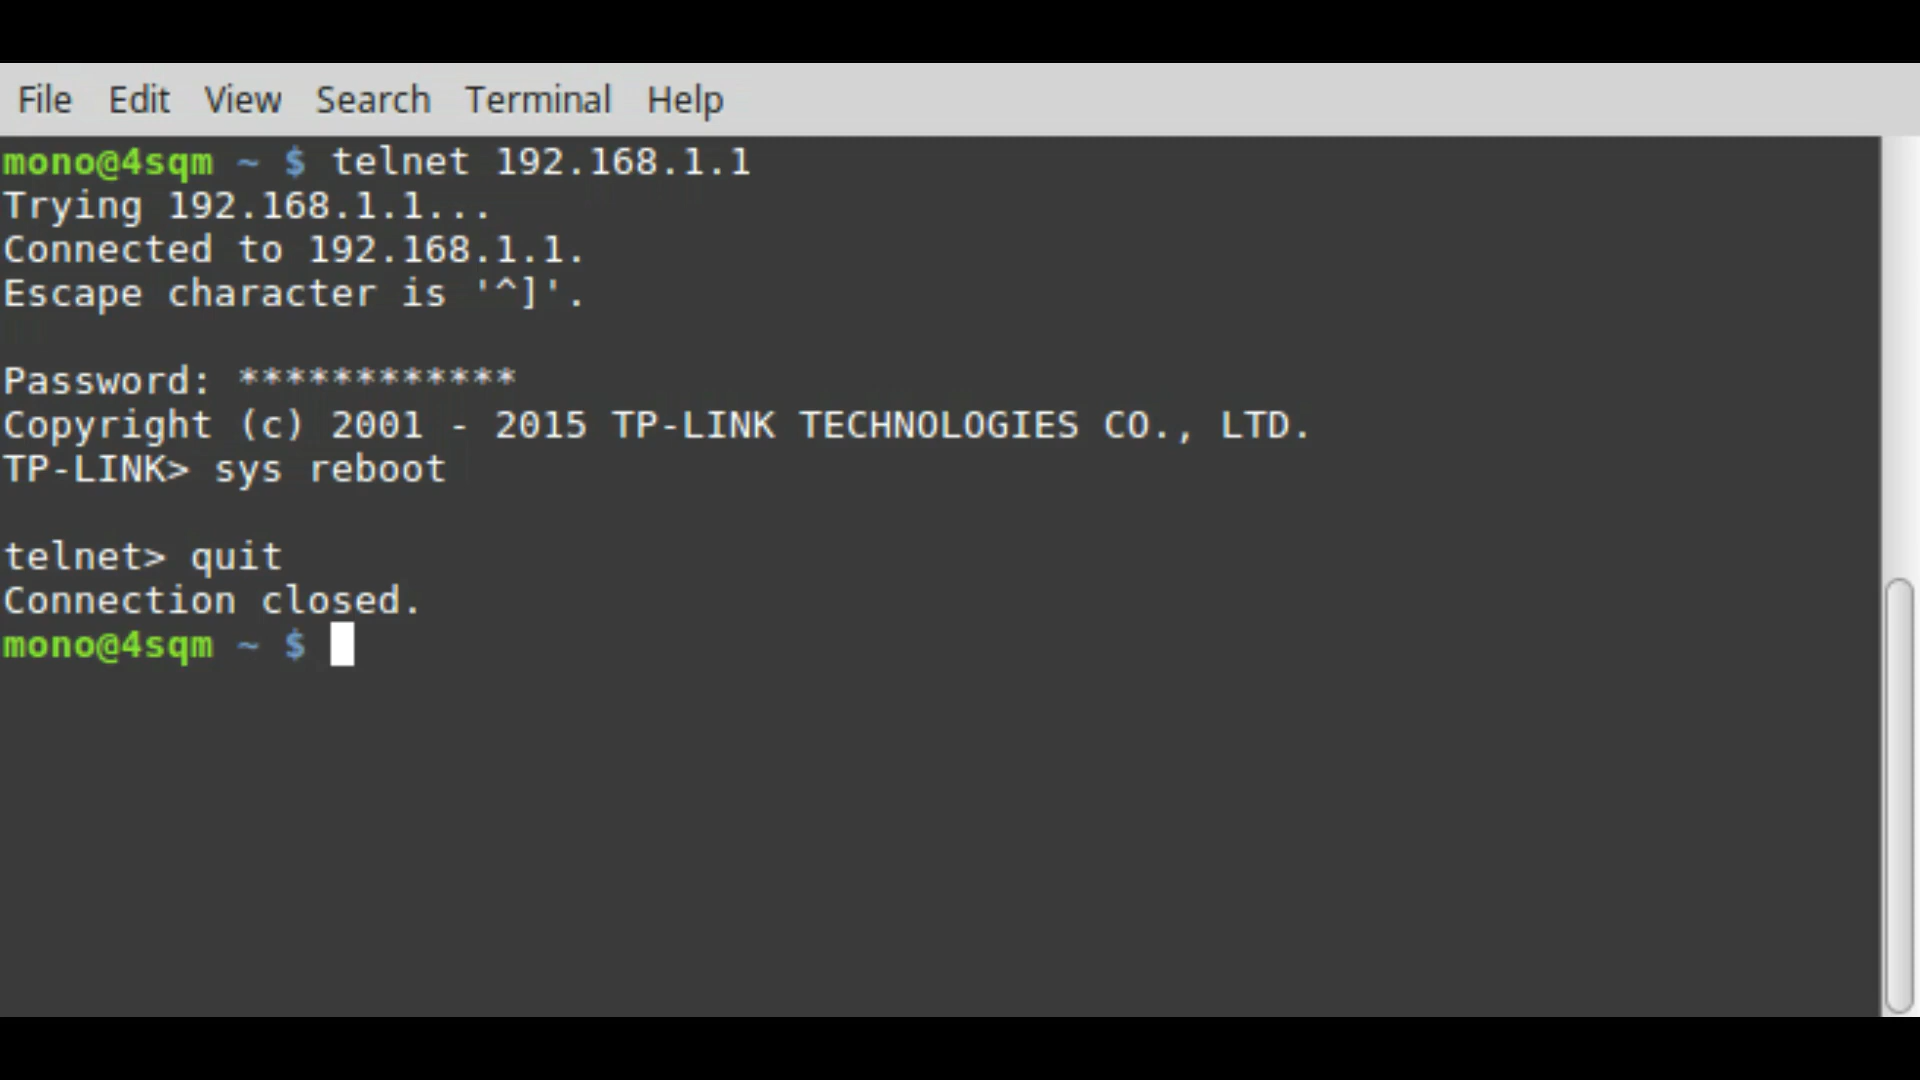 File Edit View Search Terminal Help
mono@4sqm ~ $ telnet 192.168.1.1
Trying 192.168.1.1...
Connected to 192.168.1.1.
Escape character is '^]'.
Password: ************
Copyright (c) 2001 - 2015 TP-LINK TECHNOLOGIES CO., LTD.
TP-LINK> sys reboot
telnet> quit
Connection closed.
mono@4sqm ~ $